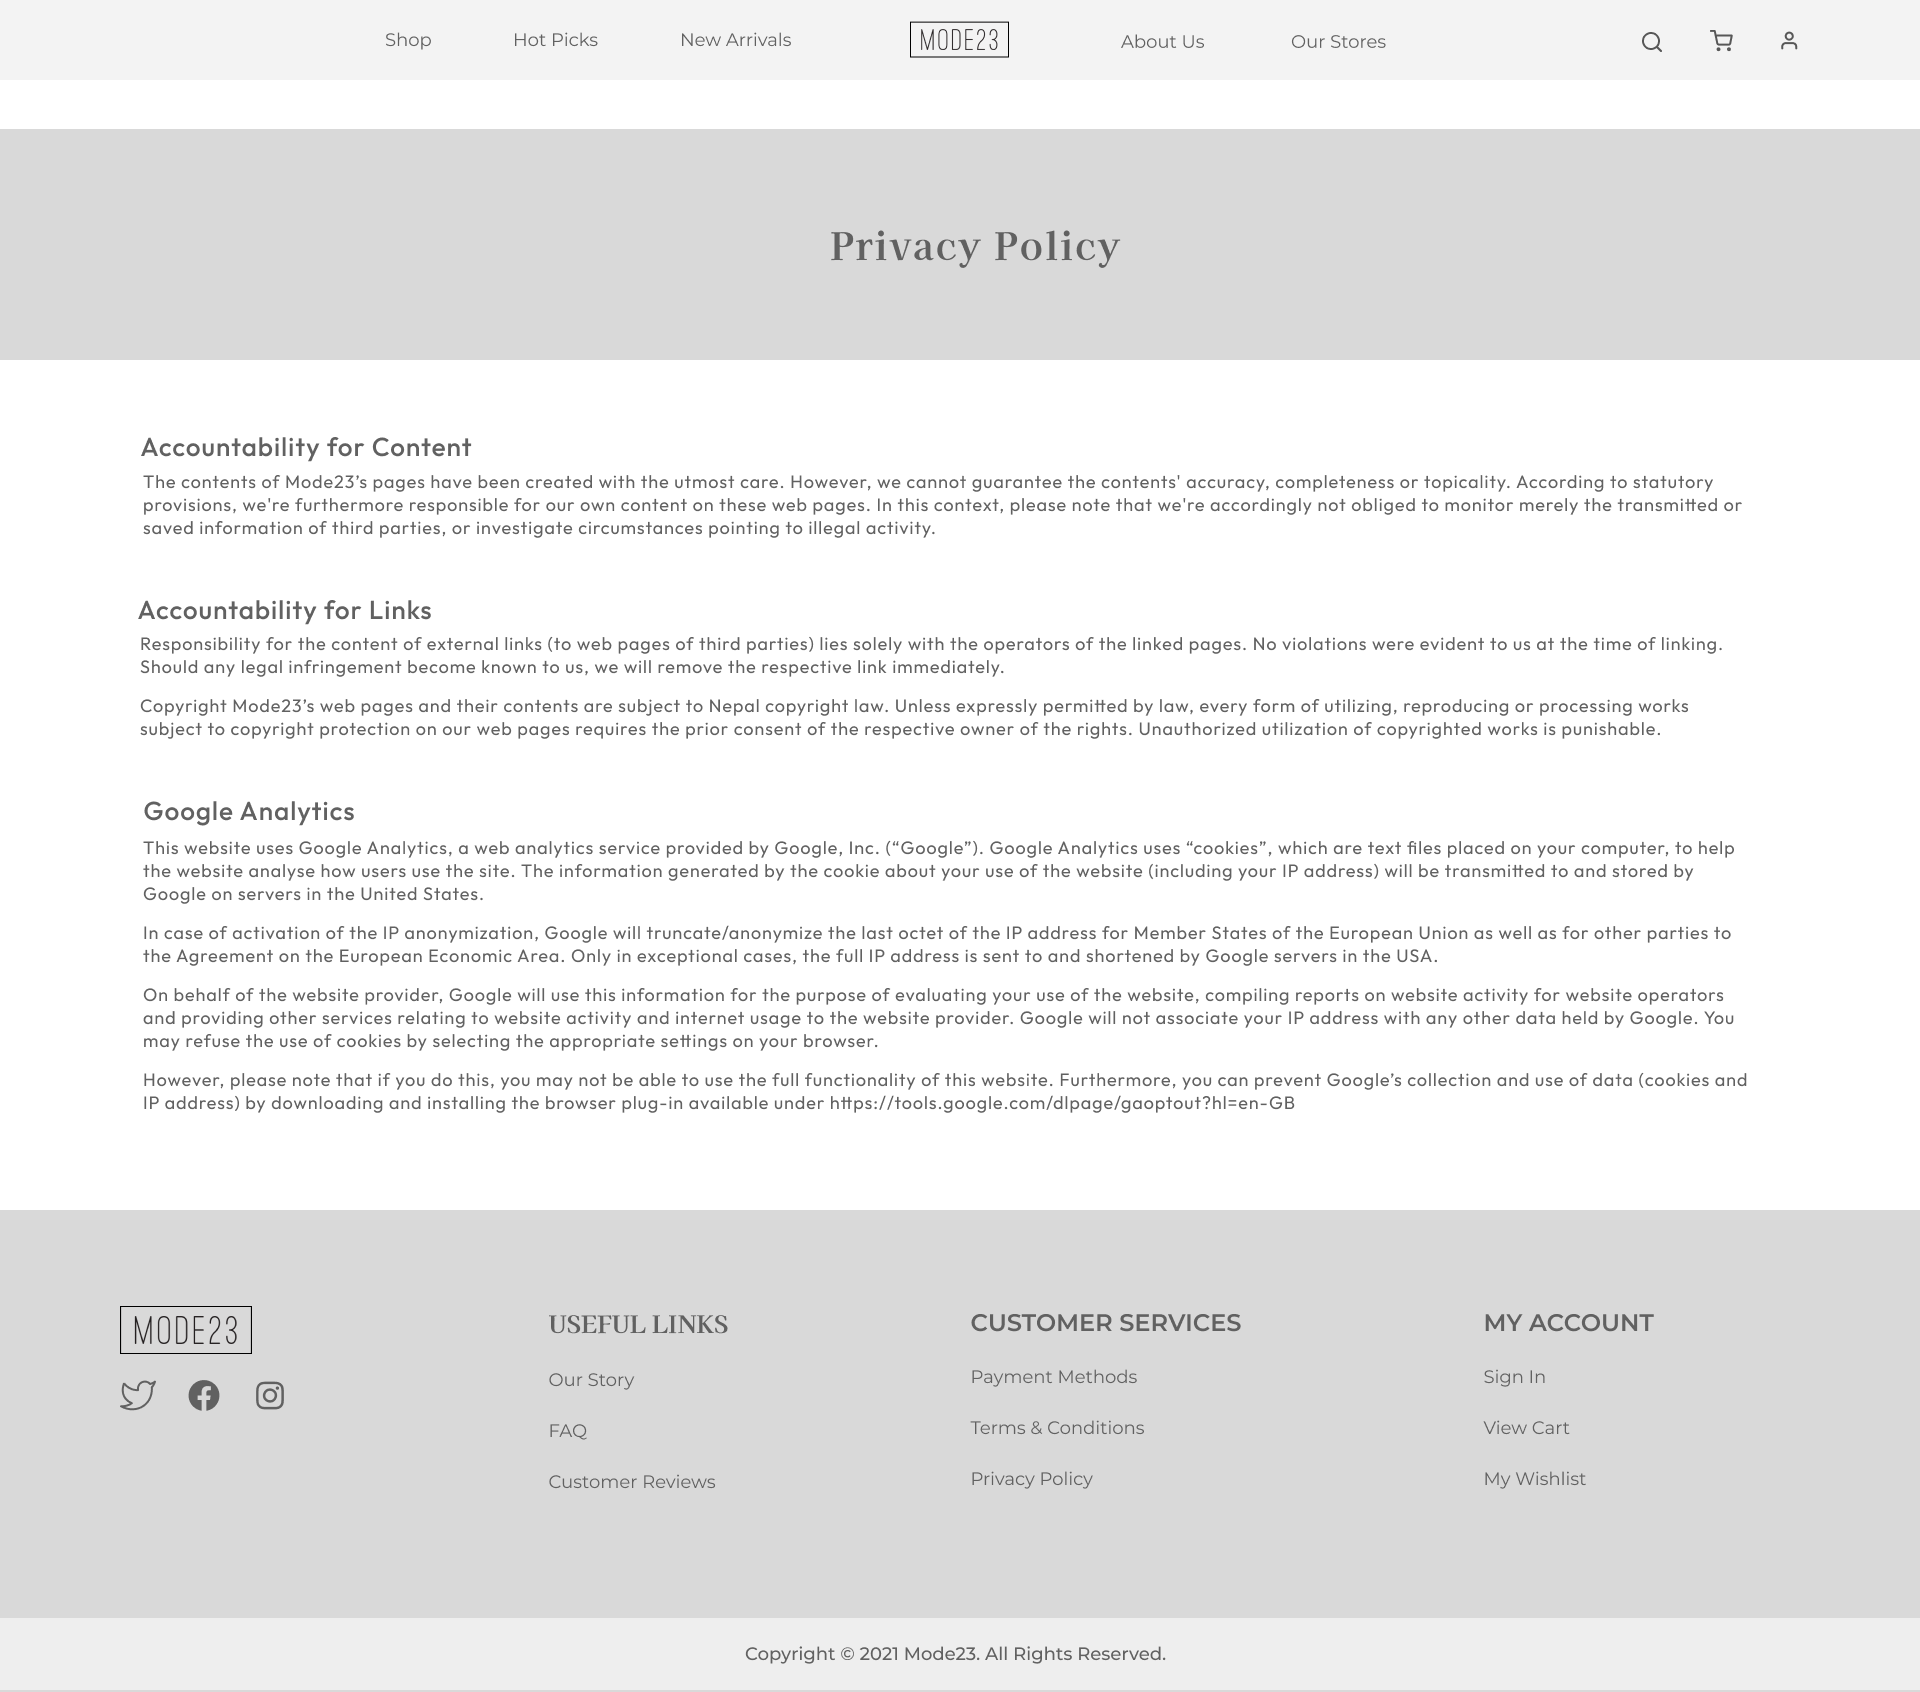 Shop
Hot Picks
New Arrivals
MODE23
About Us
Our Stores
Privacy Policy
Accountability for Content
The contents of Mode23’s pages have been created with the utmost care. However, we cannot guarantee the contents' accuracy, completeness or topicality. According to statutory
provisions, we're furthermore responsible for our own content on these web pages. In this context, please note that we're accordingly not obliged to monitor merely the transmitted or
saved information of third parties, or investigate circumstances pointing to illegal activity.
Accountability for Links
Responsibility for the content of external links (to web pages of third parties) lies solely with the operators of the linked pages. No violations were evident to us at the time of linking.
Should any legal infringement become known to us, we will remove the respective link immediately.
Copyright Mode23’s web pages and their contents are subject to Nepal copyright law. Unless expressly permitted by law, every form of utilizing, reproducing or processing works
subject to copyright protection on our web pages requires the prior consent of the respective owner of the rights. Unauthorized utilization of copyrighted works is punishable.
Google Analytics
This website uses Google Analytics, a web analytics service provided by Google, Inc. (“Google”). Google Analytics uses “cookies”, which are text files placed on your computer, to help
the website analyse how users use the site. The information generated by the cookie about your use of the website (including your IP address) will be transmitted to and stored by
Google on servers in the United States.
In case of activation of the IP anonymization, Google will truncate/anonymize the last octet of the IP address for Member States of the European Union as well as for other parties to
the Agreement on the European Economic Area. Only in exceptional cases, the full IP address is sent to and shortened by Google servers in the USA.
On behalf of the website provider, Google will use this information for the purpose of evaluating your use of the website, compiling reports on website activity for website operators
and providing other services relating to website activity and internet usage to the website provider. Google will not associate your IP address with any other data held by Google. You
may refuse the use of cookies by selecting the appropriate settings on your browser.
However, please note that if you do this, you may not be able to use the full functionality of this website. Furthermore, you can prevent Google’s collection and use of data (cookies and
IP address) by downloading and installing the browser plug-in available under https://tools.google.com/dlpage/gaoptout?hl=en-GB
MODE23
USEFUL LINKS
Our Story
FAQ
Customer Reviews
CUSTOMER SERVICES
Payment Methods
Terms & Conditions
Privacy Policy
MY ACCOUNT
Sign In
View Cart
My Wishlist
Copyright © 2021 Mode23. All Rights Reserved.